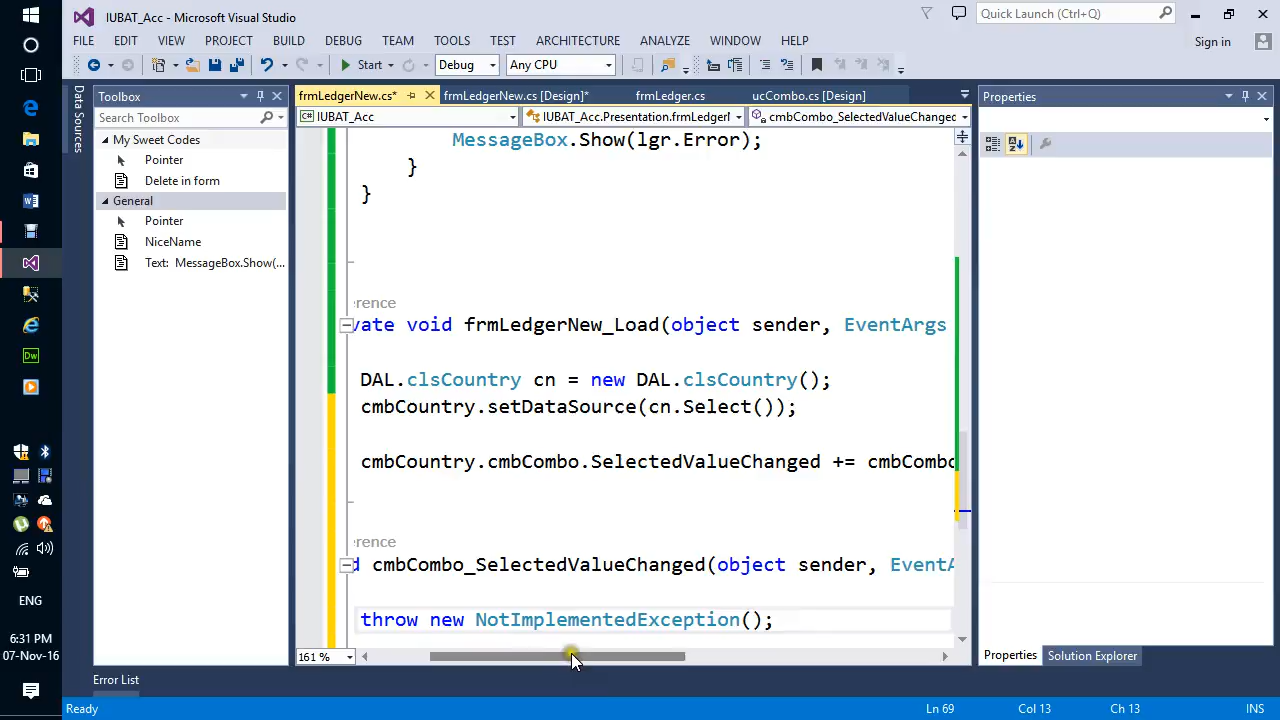 IUBAT_Acc - Microsoft Visual Studio
Quick Launch (Ctrl+Q)
FILE EDIT VIEW PROJECT BUILD DEBUG TEAM TOOLS TEST ARCHITECTURE ANALYZE WINDOW HELP
Sign in
Start Debug Any CPU
Data Sources
Toolbox
Search Toolbox
My Sweet Codes
Pointer
Delete in form
General
Pointer
NiceName
Text: MessageBox.Show(...
frmLedgerNew.cs* frmLedgerNew.cs [Design]* frmLedger.cs ucCombo.cs [Design]
IUBAT_Acc IUBAT_Acc.Presentation.frmLedgerI cmbCombo_SelectedValueChanged
MessageBox.Show(lgr.Error);
}
}
erence
vate void frmLedgerNew_Load(object sender, EventArgs
DAL.clsCountry cn = new DAL.clsCountry();
cmbCountry.setDataSource(cn.Select());
cmbCountry.cmbCombo.SelectedValueChanged += cmbCombo
erence
d cmbCombo_SelectedValueChanged(object sender, EventA
throw new NotImplementedException();
161 %
Properties
Properties Solution Explorer
Error List
Ready Ln 69 Col 13 Ch 13 INS
ENG
6:31 PM
07-Nov-16